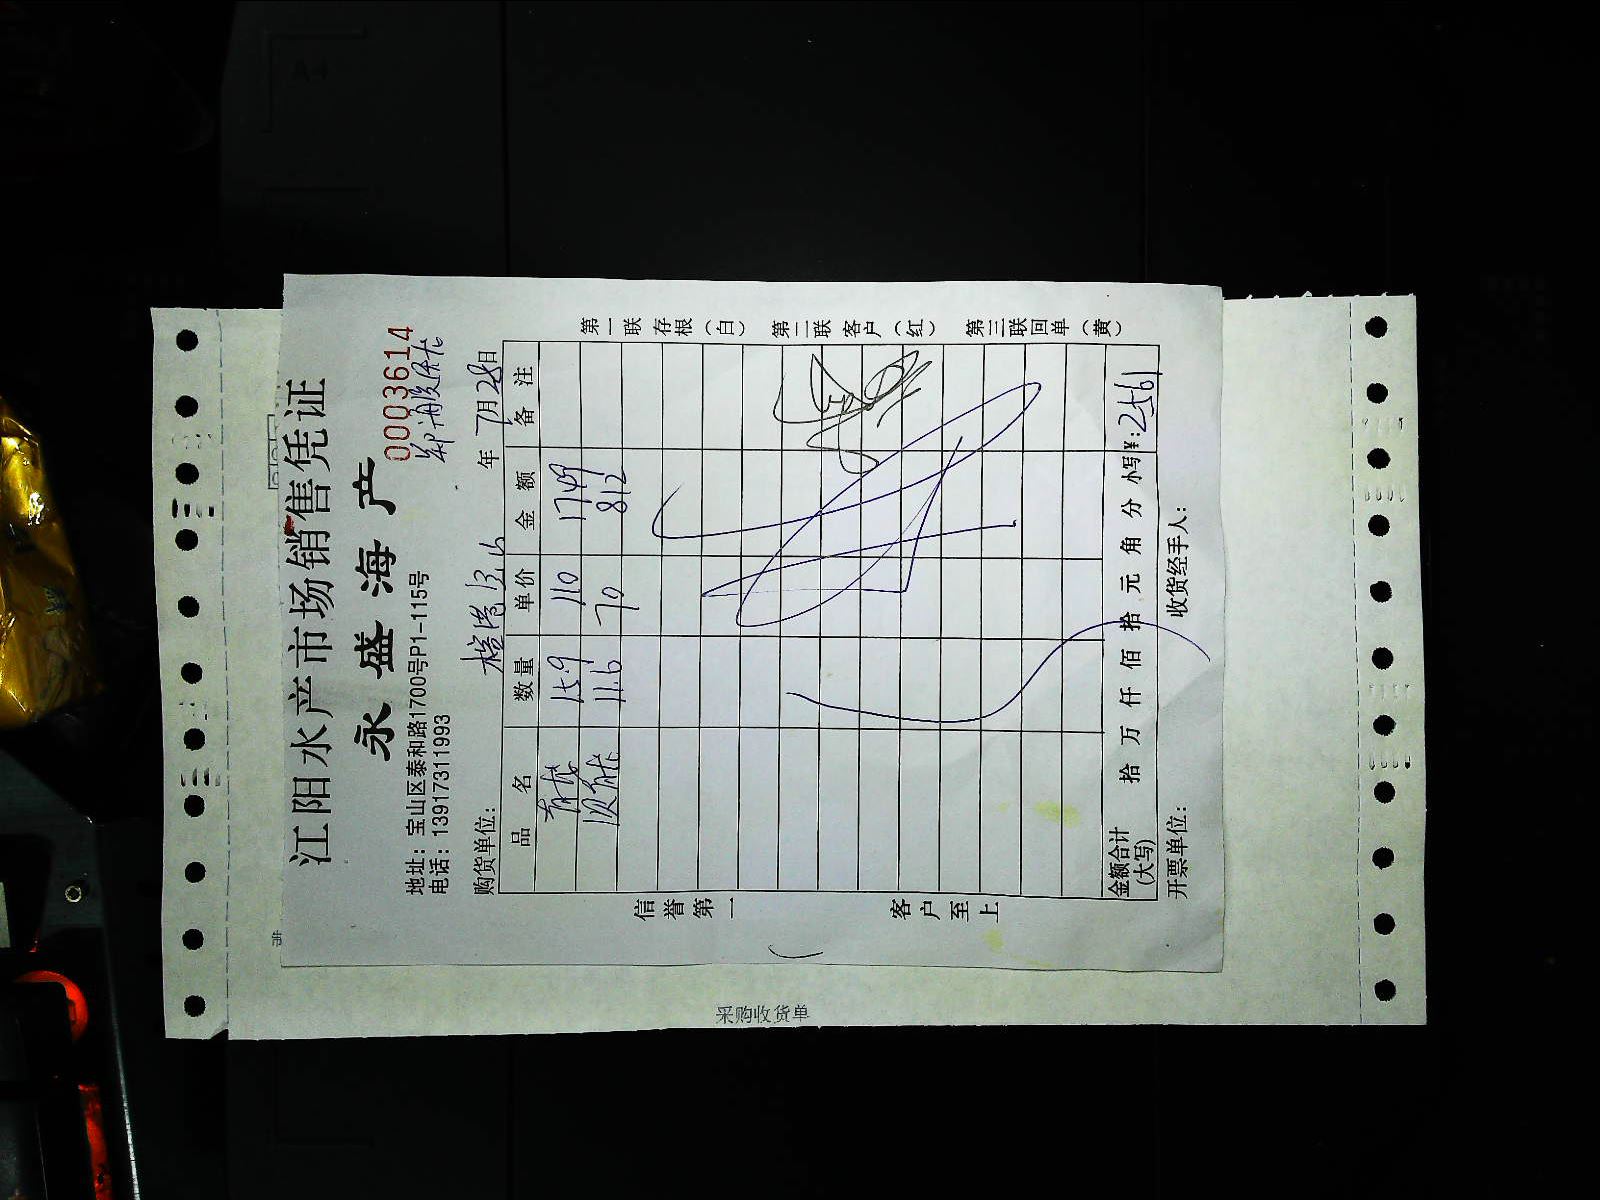 江阳水产市场销售凭证
永盛海产
0003614
地址：宝山区泰和路1700号P1-115号
电话：13917311993
购货单位： 年 7月28日
品名 数量 单价 金额 备注
15.9 110 1749
11.6 70 812
金额合计(大写) 拾 万 仟 佰 拾 元 角 分 小写¥:2561
开票单位： 收货经手人：
第一联存根（白） 第二联客户（红） 第三联回单（黄）
信誉第一 客户至上
采购收货单